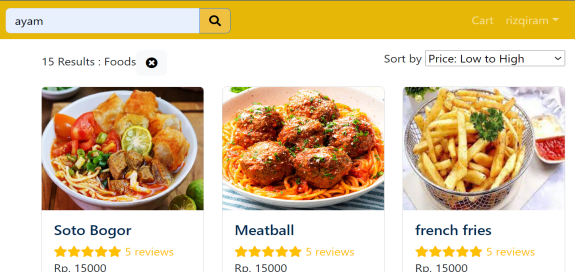 ayam
Cart rizqiram
15 Results : Foods
Sort by Price: Low to High
Soto Bogor
5 reviews
Rp. 15000
Meatball
5 reviews
Rp. 15000
french fries
5 reviews
Rp. 15000